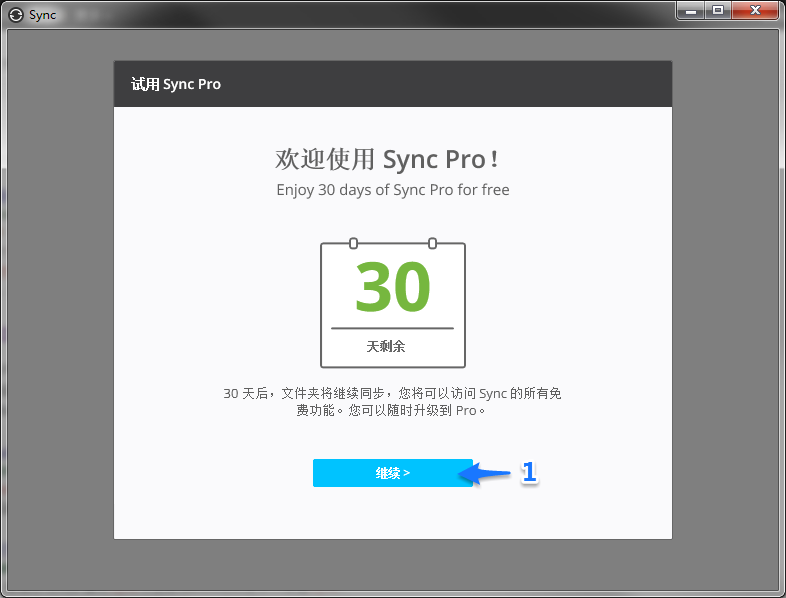 Sync
试用 Sync Pro
欢迎使用 Sync Pro！
Enjoy 30 days of Sync Pro for free
30
天剩余
30 天后，文件夹将继续同步，您将可以访问 Sync 的所有免
费功能。您可以随时升级到 Pro。
继续 >
1